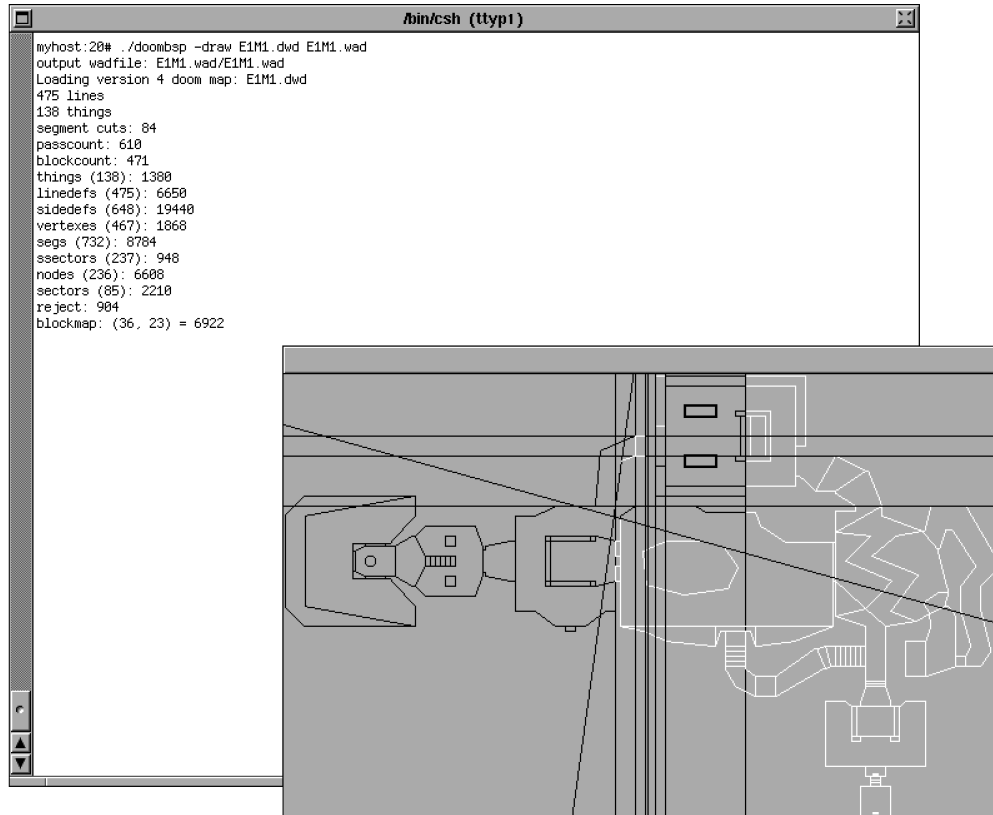 /bin/csh (ttyp1)
myhost:20# ./doombsp -draw E1M1.dwd E1M1.wad
output wadfile: E1M1.wad/E1M1.wad
Loading version 4 doom map: E1M1.dwd
475 lines
138 things
segment cuts: 84
passcount: 610
blockcount: 471
things (138): 1380
linedefs (475): 6650
sidedefs (648): 19440
vertexes (467): 1868
segs (732): 8784
ssectors (237): 948
nodes (236): 6608
sectors (85): 2210
reject: 904
blockmap: (36, 23) = 6922